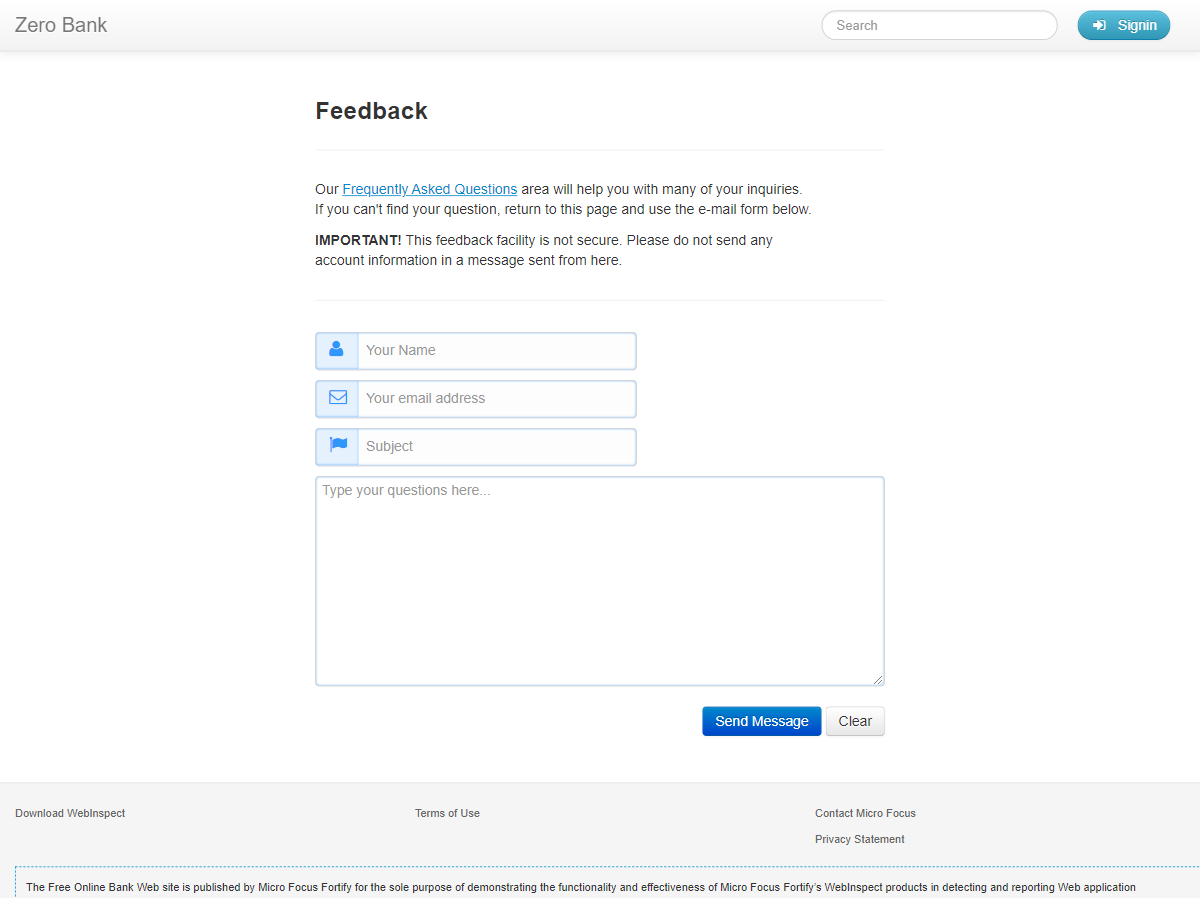 Zero Bank
Search
Signin
Feedback
Our Frequently Asked Questions area will help you with many of your inquiries.
If you can't find your question, return to this page and use the e-mail form below.
IMPORTANT! This feedback facility is not secure. Please do not send any
account information in a message sent from here.
Your Name
Your email address
Subject
Type your questions here...
Send Message
Clear
Download WebInspect
Terms of Use
Contact Micro Focus
Privacy Statement
The Free Online Bank Web site is published by Micro Focus Fortify for the sole purpose of demonstrating the functionality and effectiveness of Micro Focus Fortify's WebInspect products in detecting and reporting Web application